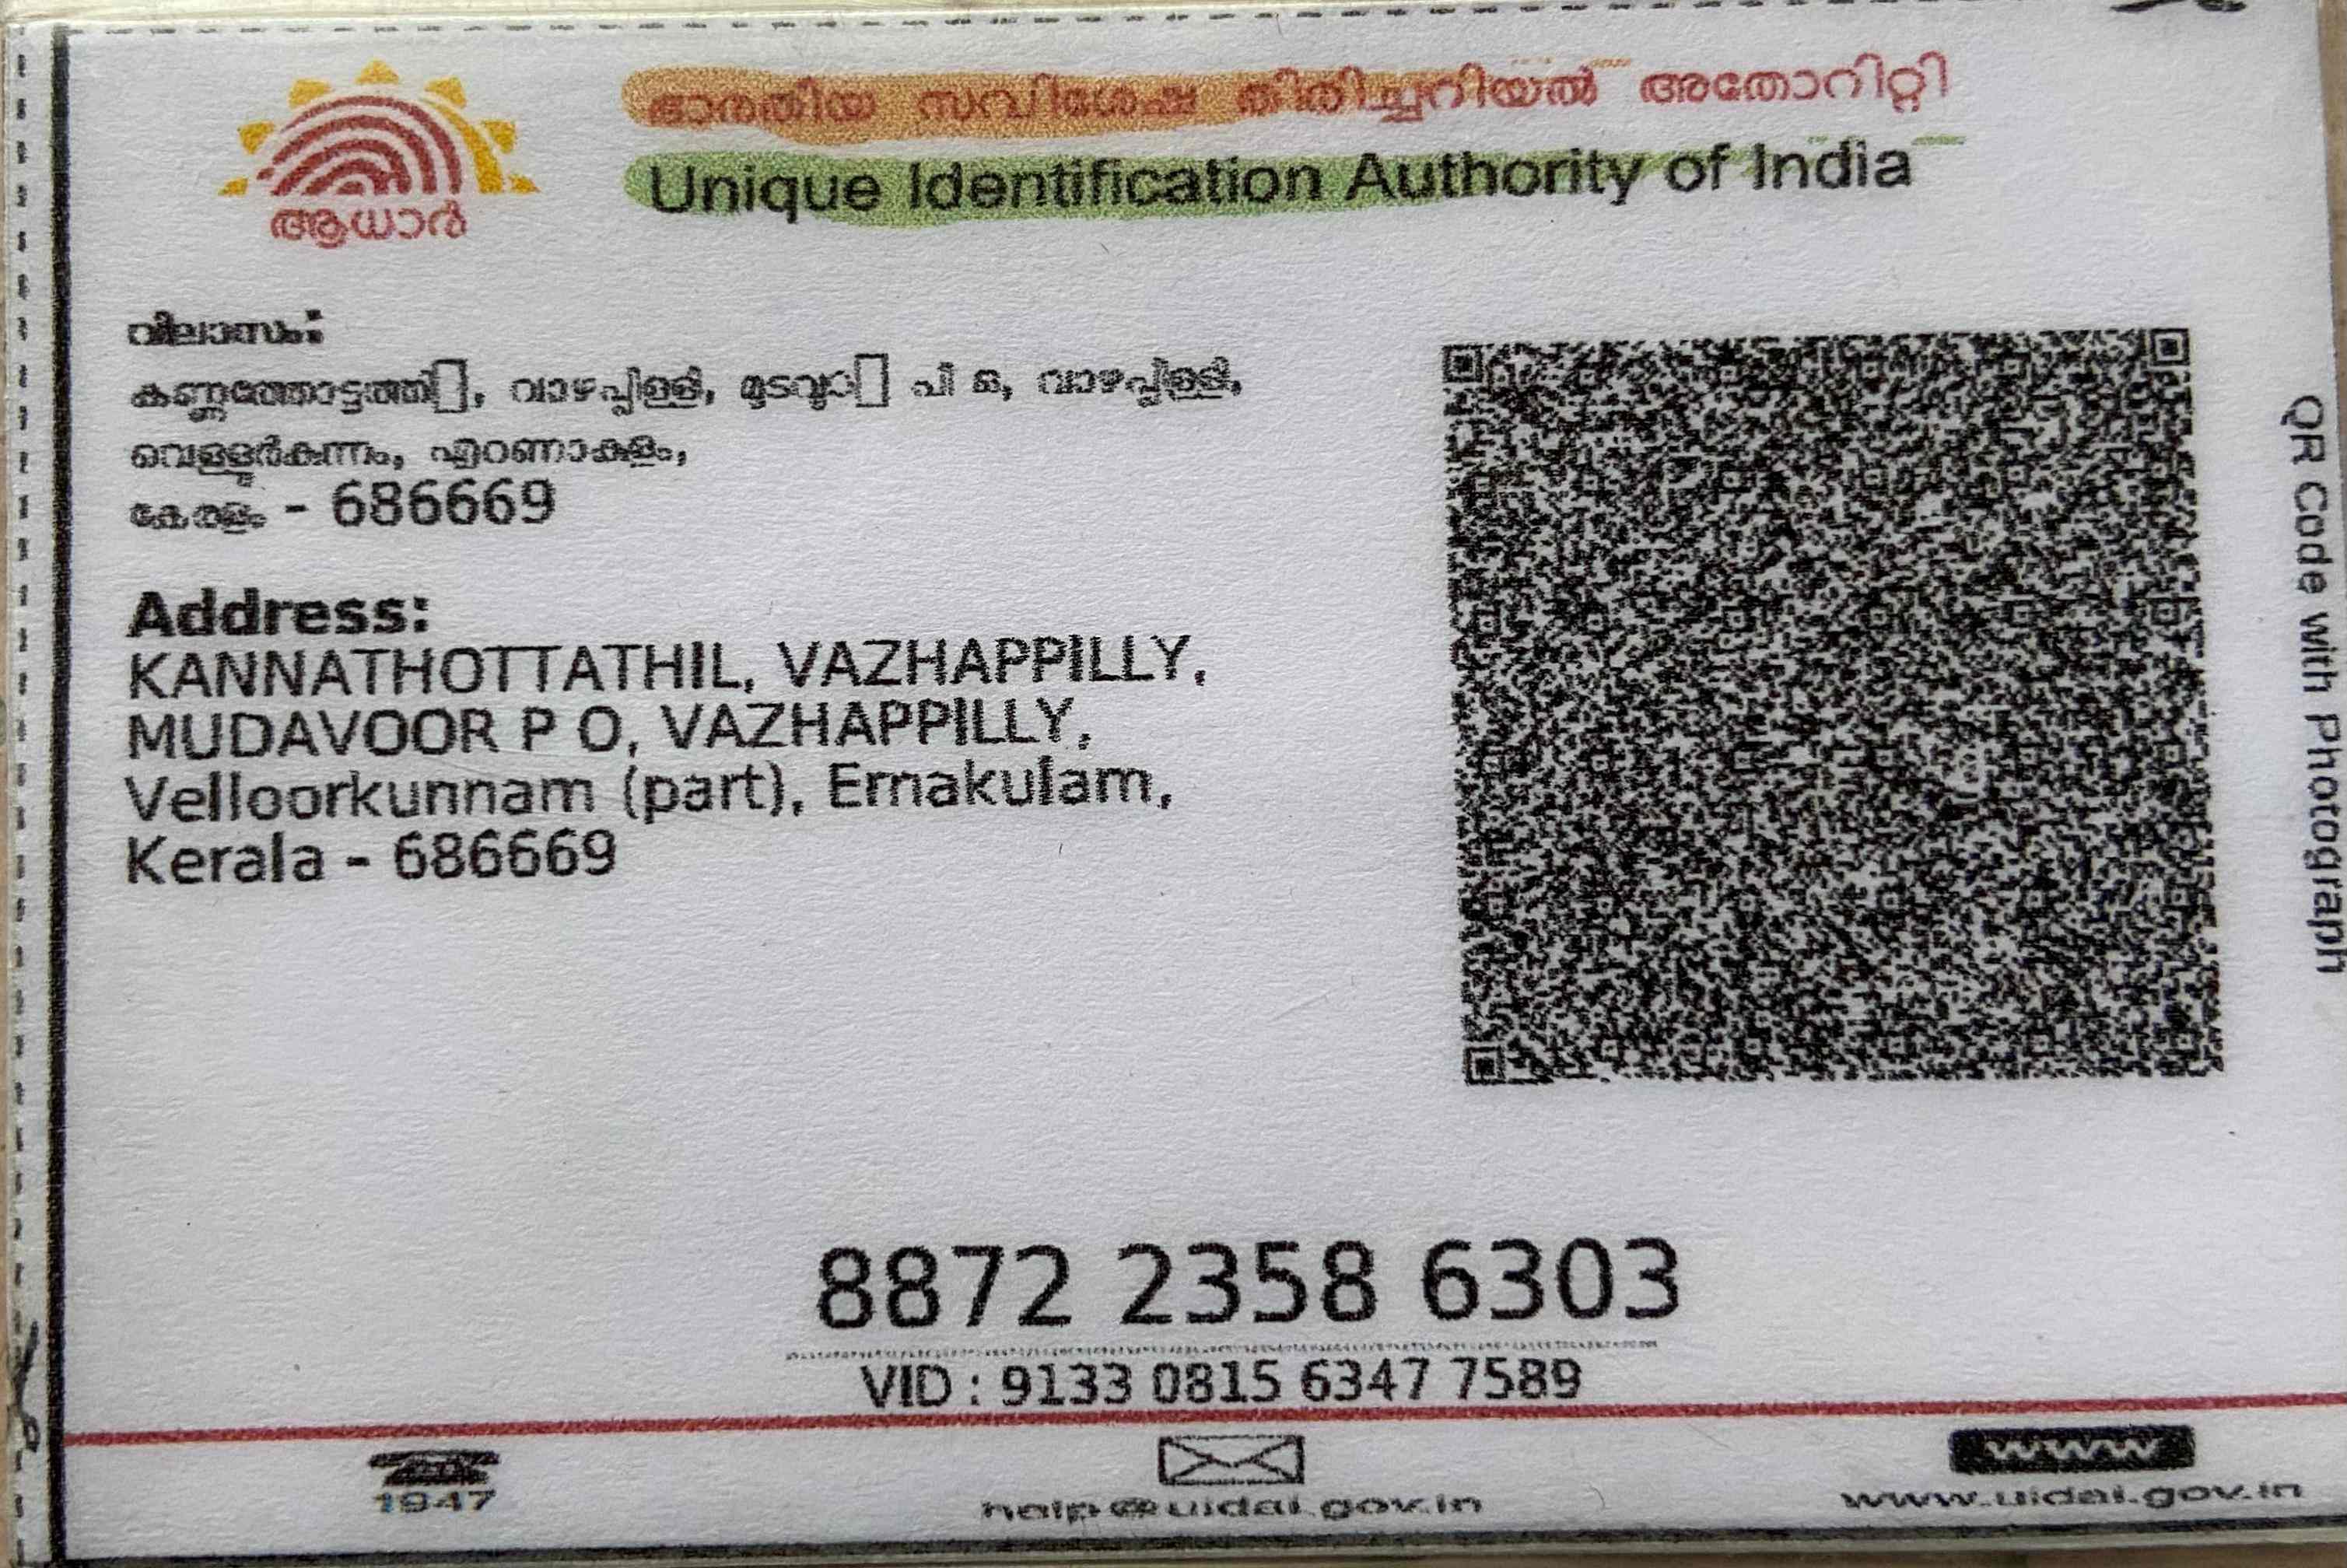 ഭാരതീയ സവിശേഷ തിരിച്ചറിയൽ അതോറിറ്റി
Unique Identification Authority of India
ആധാർ
വിലാസം:
കണ്ണത്തോട്ടത്തി▯, വാഴപ്പിള്ളി, മുടവൂ▯ പി ഒ, വാഴപ്പിള്ളി,
വെള്ളൂർകുന്നം, എറണാകുളം,
കേരളം - 686669
Address:
KANNATHOTTATHIL, VAZHAPPILLY,
MUDAVOOR P O, VAZHAPPILLY,
Velloorkunnam (part), Ernakulam,
Kerala - 686669
QR Code with Photograph
8872 2358 6303
VID : 9133 0815 6347 7589
1947
help@uidai.gov.in
www
www.uidai.gov.in